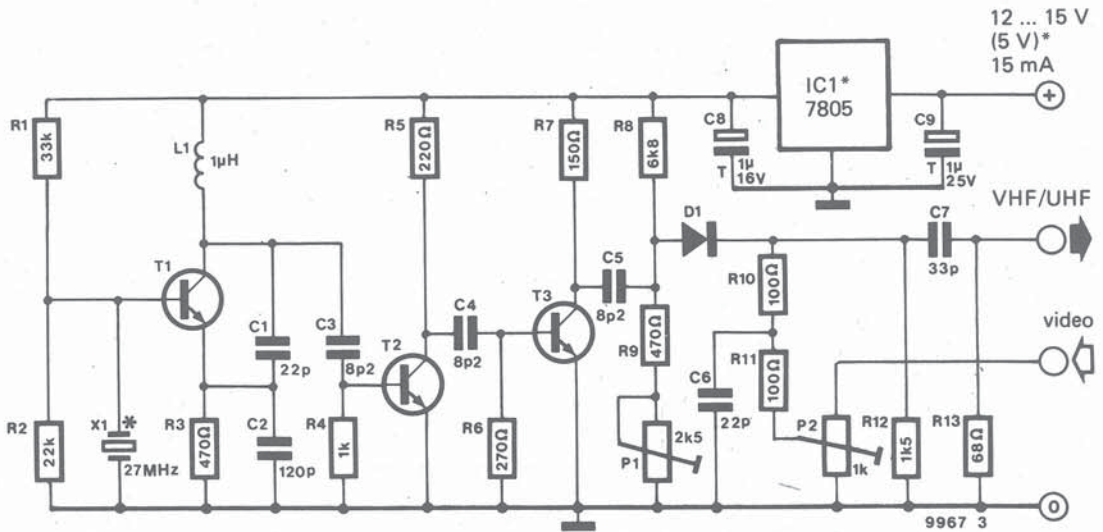 12 ... 15 V
(5 V)*
15 mA
IC1*
7805
R1
33k
L1
1µH
R5
220Ω
R7
150Ω
R8
6k8
C8
T 1µ
16V
C9
T 1µ
25V
VHF/UHF
D1
C7
33p
T1
C1
22p
C3
8p2
T2
C4
8p2
T3
C5
8p2
R9
470Ω
R10
100Ω
R11
100Ω
video
C6
22p
R2
22k
X1 *
27MHz
R3
470Ω
C2
120p
R4
1k
R6
270Ω
P1
2k5
P2
1k
R12
1k5
R13
68Ω
9967 3
+
0